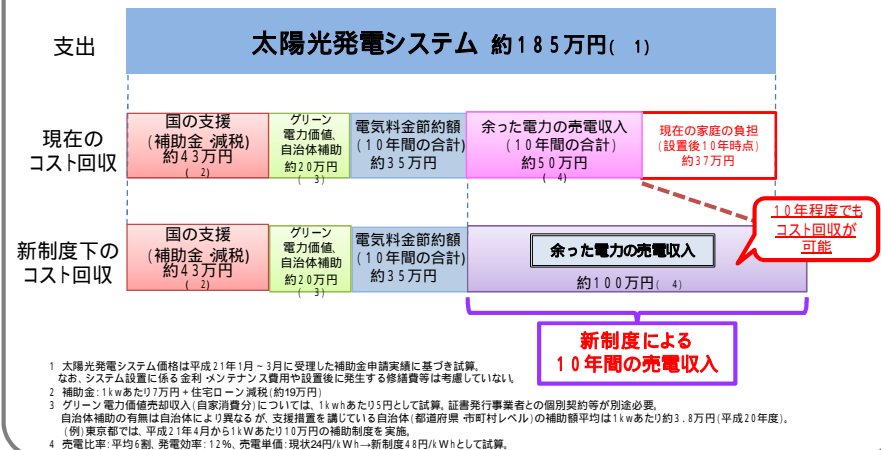 支出
太陽光発電システム 約185万円( 1)
現在の
コスト回収
国の支援
(補助金・減税)
約43万円
( 2)
グリーン
電力価値、
自治体補助
約20万円
( 3)
電気料金節約額
(10年間の合計)
約35万円
余った電力の売電収入
(10年間の合計)
約50万円
( 4)
現在の家庭の負担
(設置後10年時点)
約37万円
10年程度でも
コスト回収が
可能
新制度下の
コスト回収
国の支援
(補助金・減税)
約43万円
( 2)
グリーン
電力価値、
自治体補助
約20万円
( 3)
電気料金節約額
(10年間の合計)
約35万円
余った電力の売電収入
約100万円( 4)
新制度による
10年間の売電収入
1 太陽光発電システム価格は平成21年1月~3月に受理した補助金申請実績に基づき試算。
なお、システム設置に係る金利・メンテナンス費用や設置後に発生する修繕費等は考慮していない。
2 補助金:1kwあたり7万円+住宅ローン減税(約19万円)
3 グリーン電力価値売却収入(自家消費分)については、1kwhあたり5円として試算。証書発行事業者との個別契約等が別途必要。
自治体補助の有無は自治体により異なるが、支援措置を講じている自治体(都道府県・市町村レベル)の補助額平均は1kwあたり約3.8万円(平成20年度)。
(例)東京都では、平成21年4月から1kWあたり10万円の補助制度を実施。
4 売電比率:平均6割、発電効率:12%、売電単価:現状24円/kWh→新制度48円/kWhとして試算。